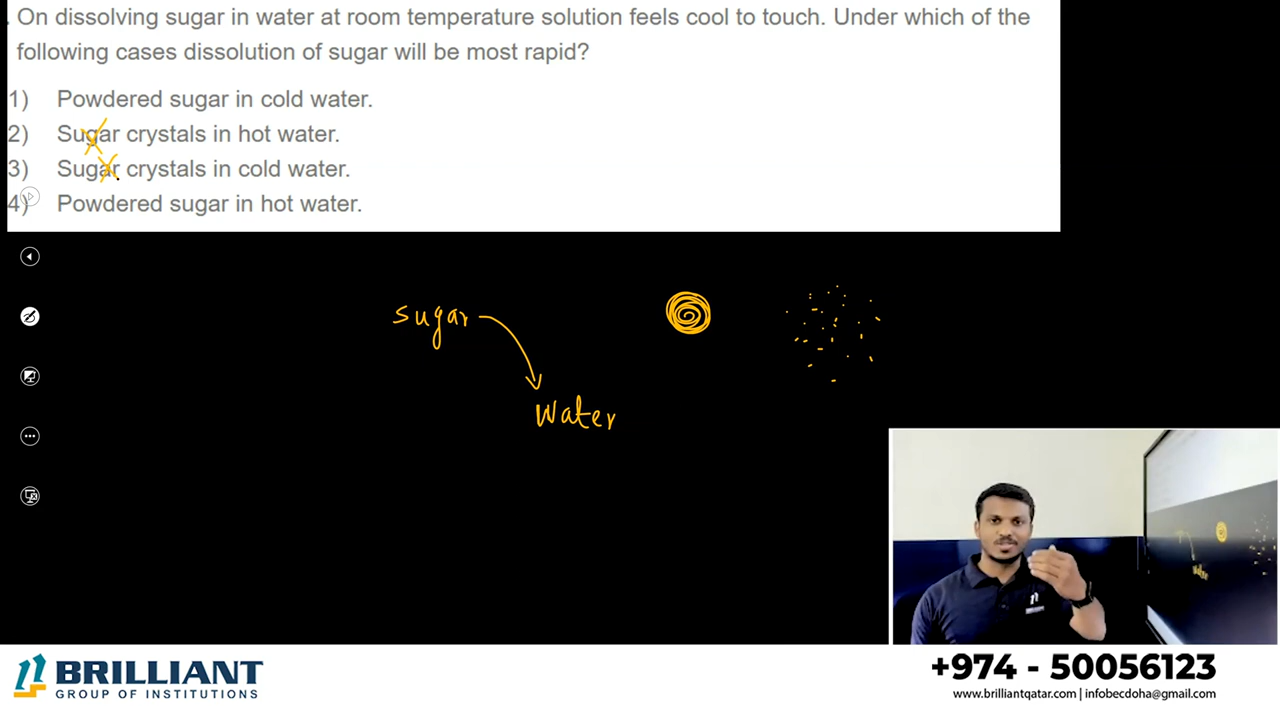 . On dissolving sugar in water at room temperature solution feels cool to touch. Under which of the
following cases dissolution of sugar will be most rapid?
1) Powdered sugar in cold water.
2) Sugar crystals in hot water.
3) Sugar crystals in cold water.
4) Powdered sugar in hot water.
Sugar
Water
Water
BRILLIANT
GROUP OF INSTITUTIONS
+974 - 50056123
www.brilliantqatar.com | infobecdoha@gmail.com